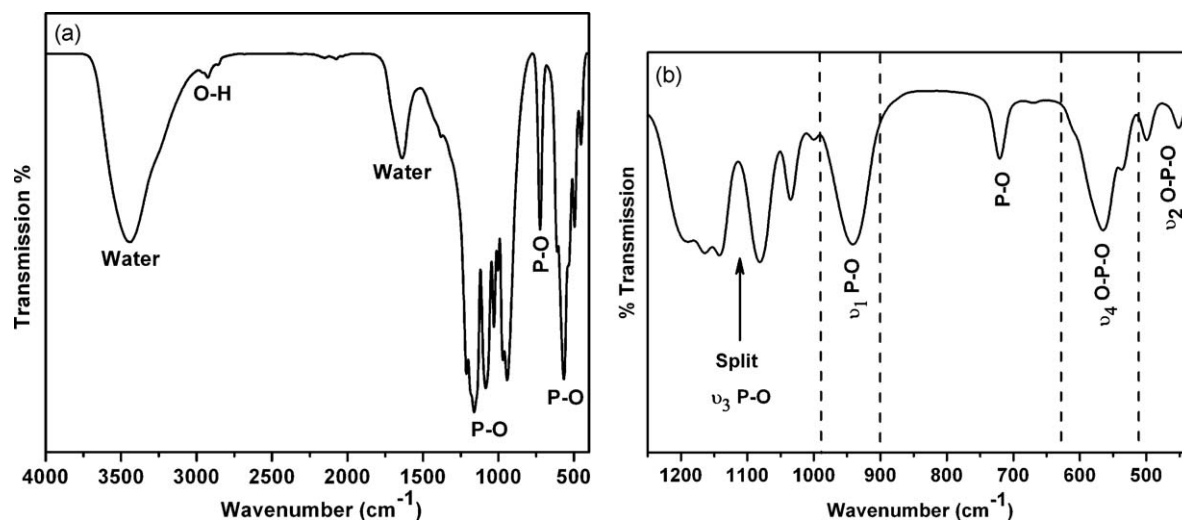 (a)
Transmission %
O-H
Water
Water
P-O
P-O
P-O
4000 3500 3000 2500 2000 1500 1000 500
Wavenumber (cm⁻¹)
(b)
% Transmission
Split
υ₃ P-O
υ₁ P-O
P-O
υ₄ O-P-O
υ₂ O-P-O
1200 1100 1000 900 800 700 600 500
Wavenumber (cm⁻¹)